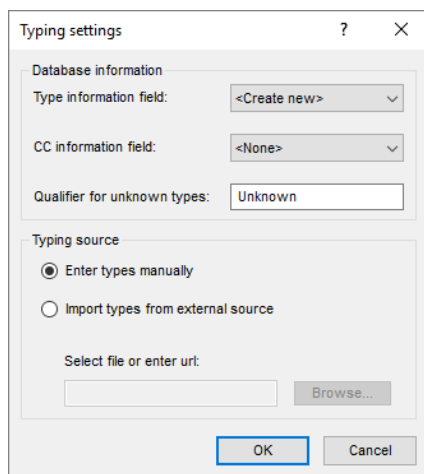 Typing settings ?
Database information
Type information field: <Create new>
CC information field: <None>
Qualifier for unknown types: Unknown
Typing source
Enter types manually
Import types from external source
Select file or enter url:
Browse...
OK Cancel